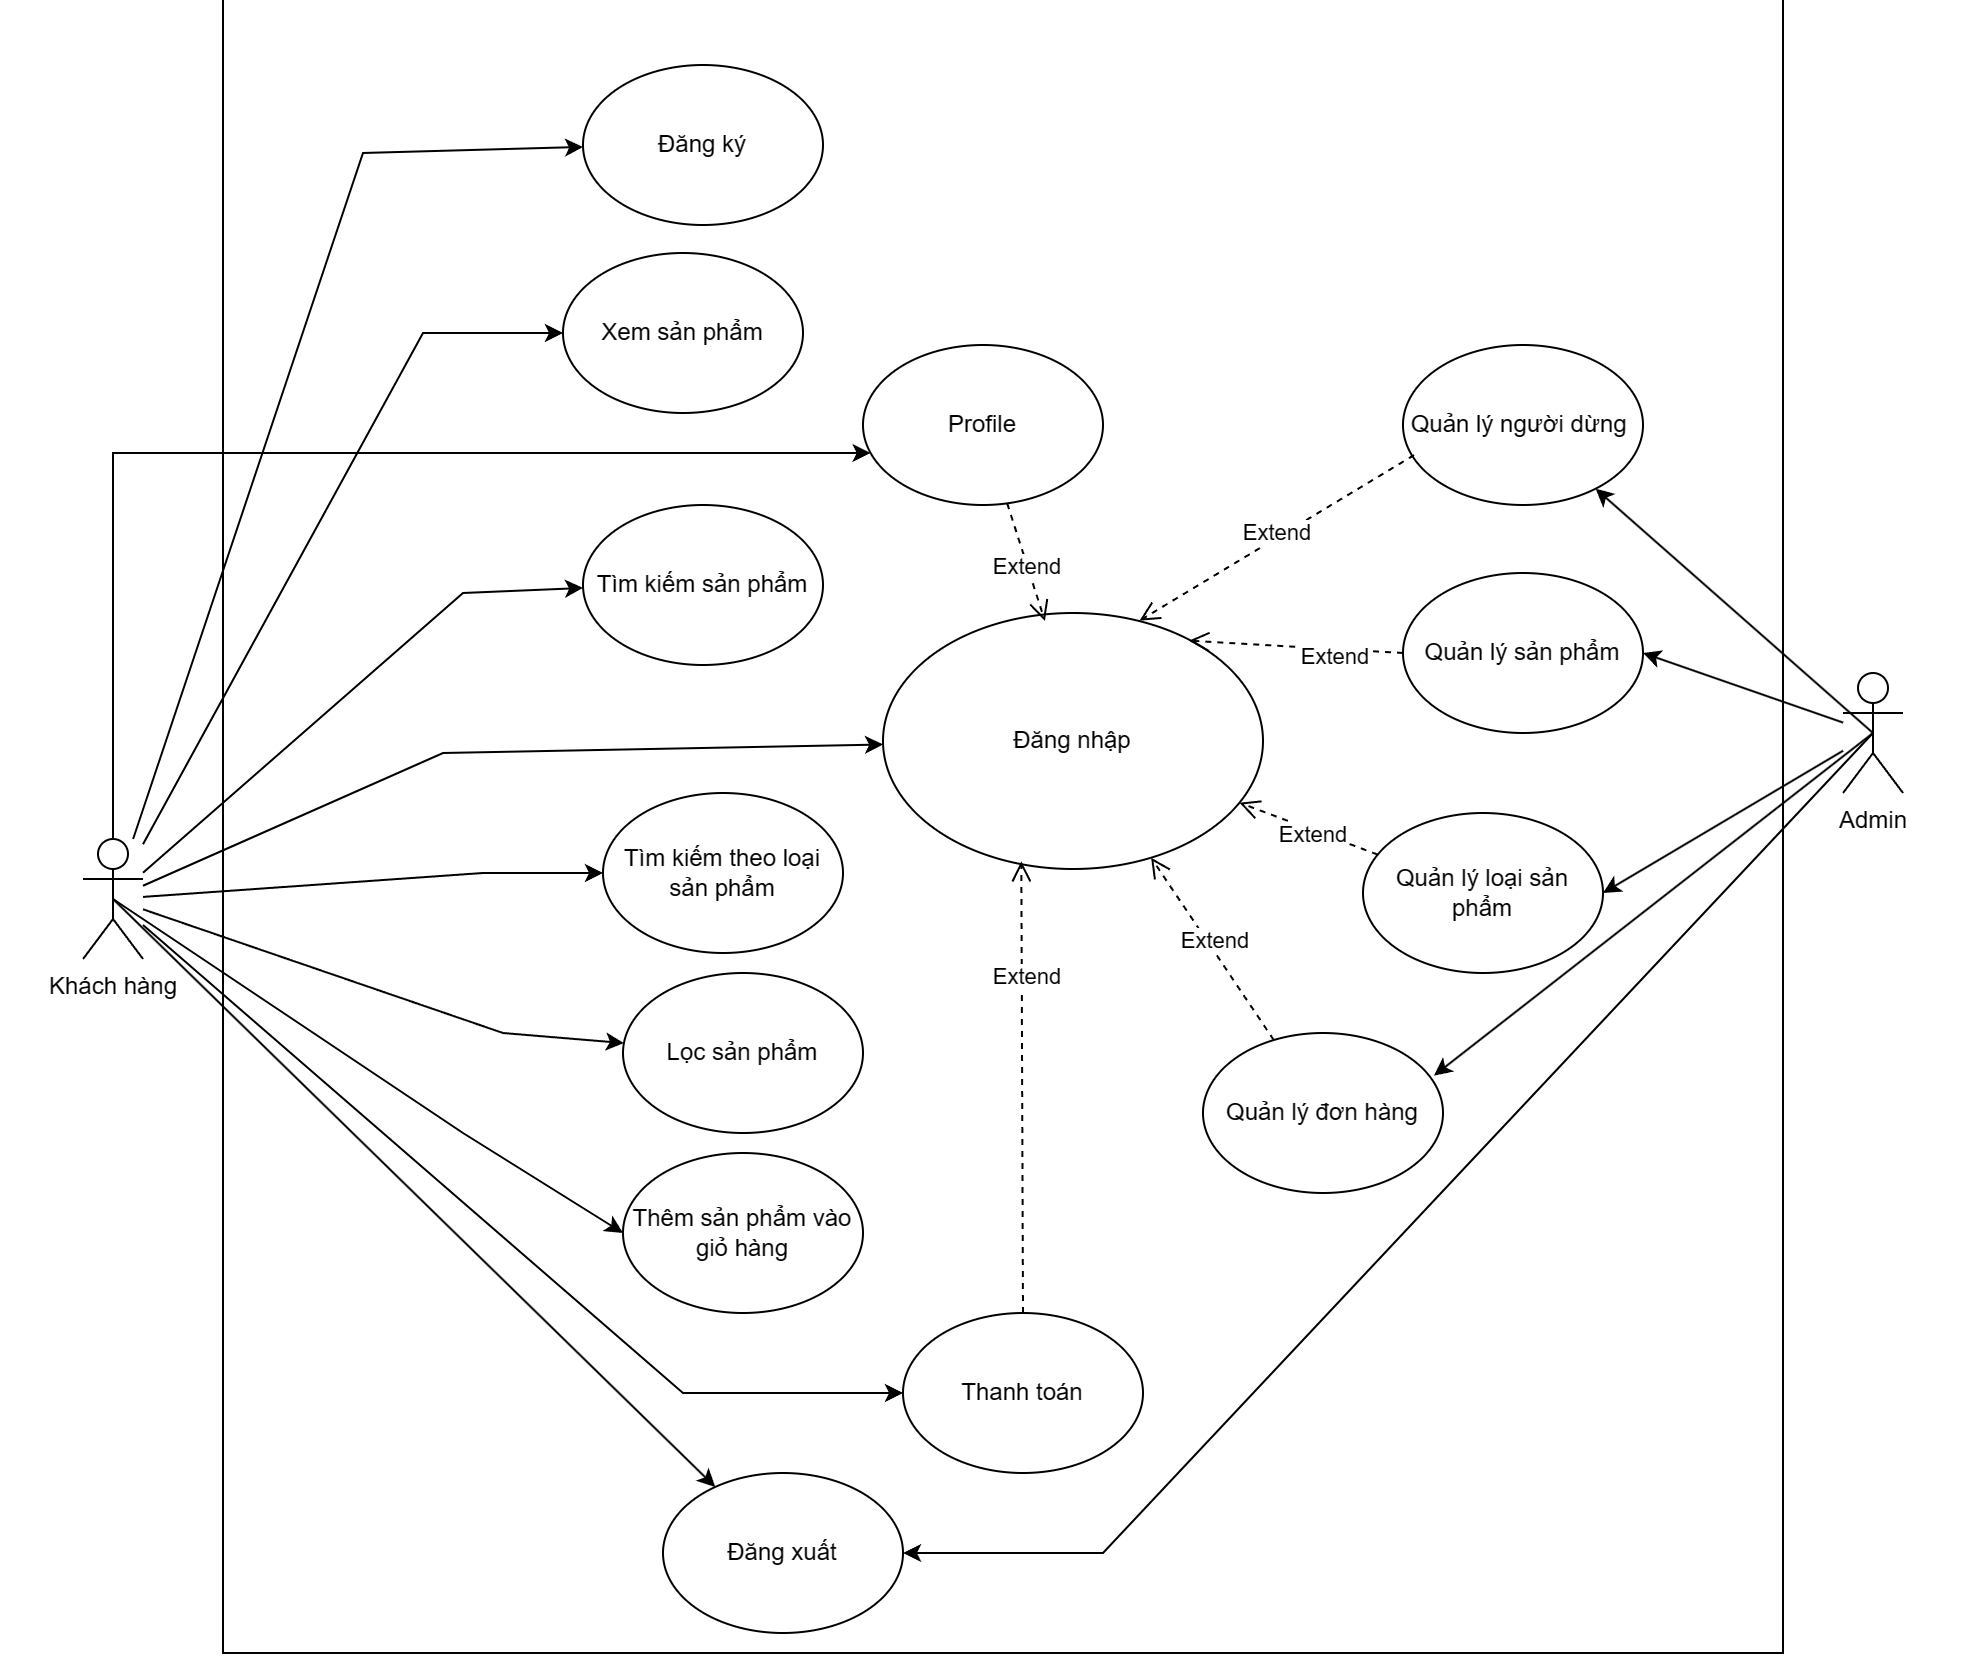 Đăng ký
Xem sản phẩm
Profile
Quản lý người dừng
Extend
Extend
Tìm kiếm sản phẩm
Quản lý sản phẩm
Extend
Đăng nhập
Admin
Extend
Tìm kiếm theo loại
sản phẩm
Quản lý loại sản
phẩm
Extend
Khách hàng
Extend
Lọc sản phẩm
Quản lý đơn hàng
Thêm sản phẩm vào
giỏ hàng
Thanh toán
Đăng xuất